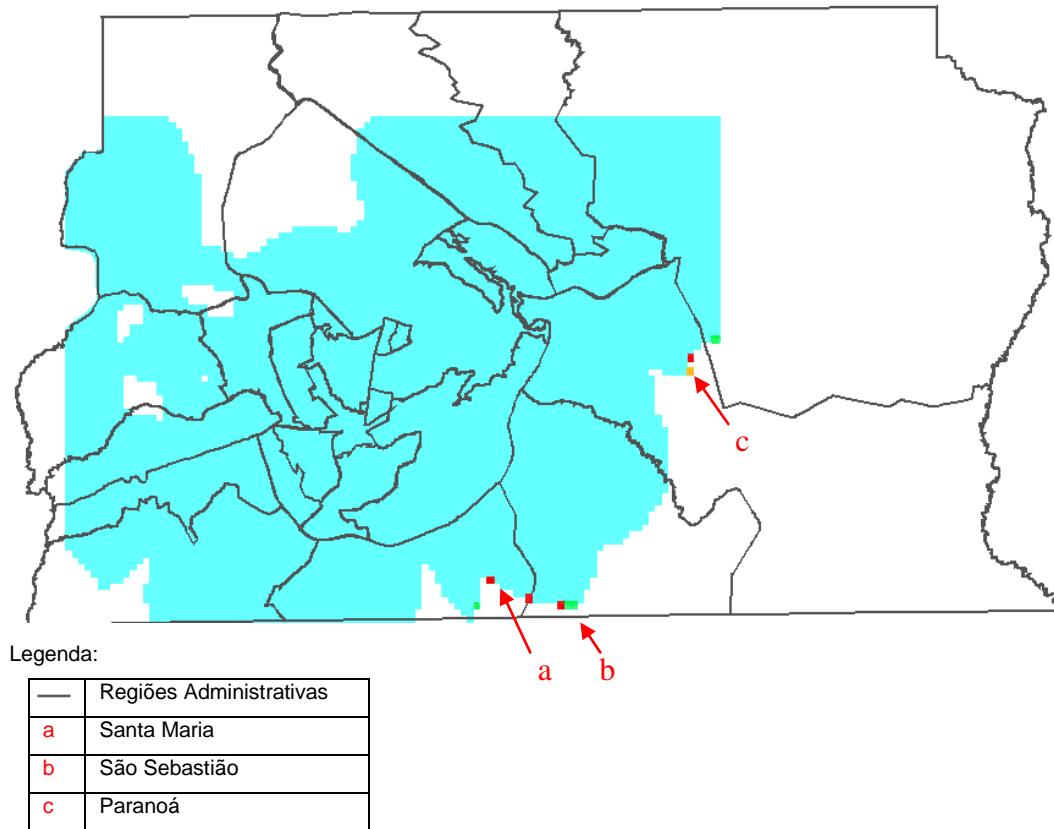 c
a
b
Legenda:
Regiões Administrativas
a Santa Maria
b São Sebastião
c Paranoá